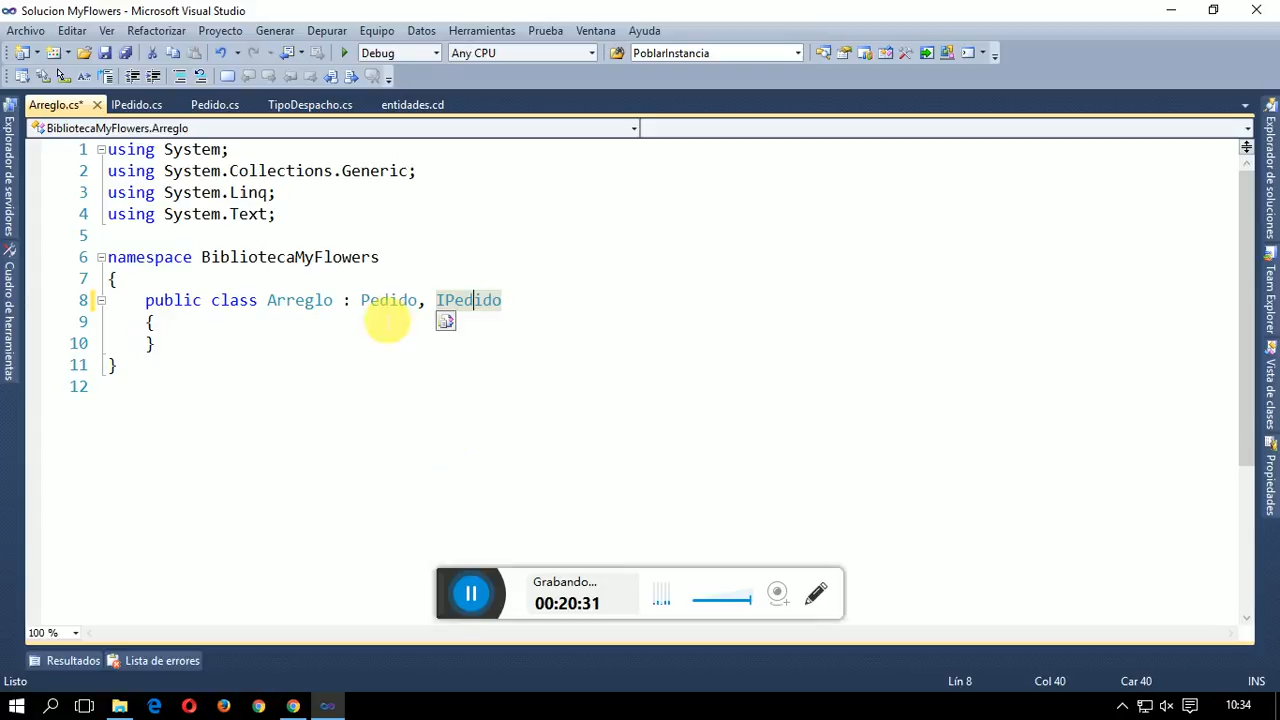 Solucion MyFlowers - Microsoft Visual Studio
Archivo Editar Ver Refactorizar Proyecto Generar Depurar Equipo Datos Herramientas Prueba Ventana Ayuda
Debug Any CPU PoblarInstancia
Arreglo.cs* IPedido.cs Pedido.cs TipoDespacho.cs entidades.cd
BibliotecaMyFlowers.Arreglo
1 using System;
2 using System.Collections.Generic;
3 using System.Linq;
4 using System.Text;
5
6 namespace BibliotecaMyFlowers
7 {
8 public class Arreglo : Pedido, IPedido
9 {
10 }
11 }
12
Explorador de servidores
Cuadro de herramientas
Explorador de soluciones
Team Explorer
Vista de clases
Propiedades
Grabando...
00:20:31
100 %
Resultados Lista de errores
Listo Lín 8 Col 40 Car 40 INS
10:34